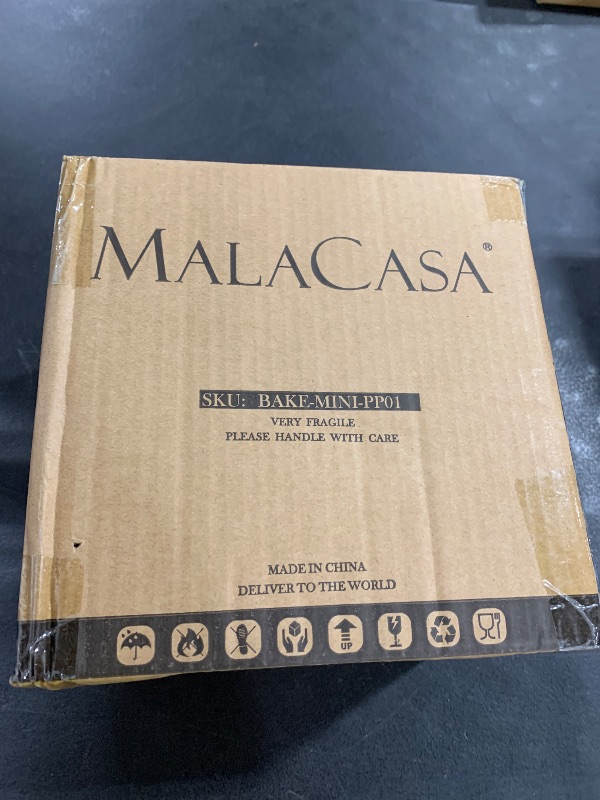 MALACASA®
SKU: BAKE-MINI-PP01
VERY FRAGILE
PLEASE HANDLE WITH CARE
MADE IN CHINA
DELIVER TO THE WORLD
UP